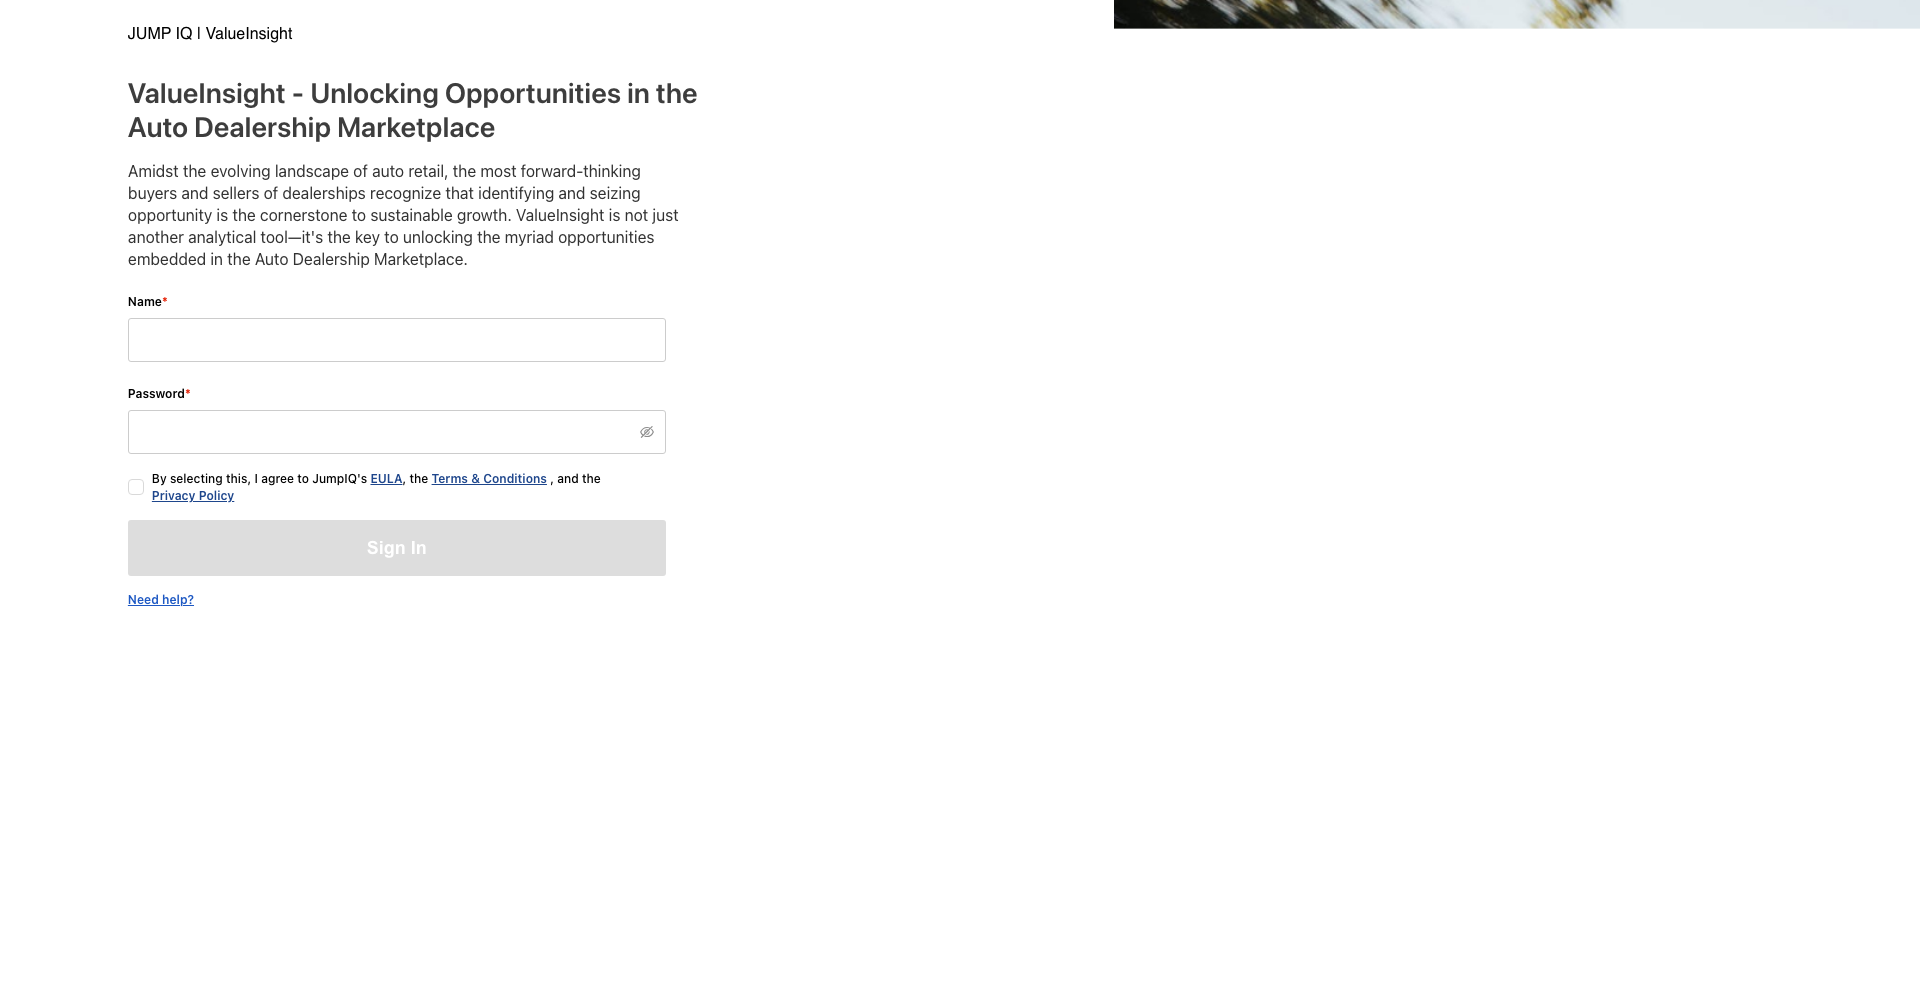 JUMP IQ | ValueInsight
ValueInsight - Unlocking Opportunities in the
Auto Dealership Marketplace
Amidst the evolving landscape of auto retail, the most forward-thinking
buyers and sellers of dealerships recognize that identifying and seizing
opportunity is the cornerstone to sustainable growth. ValueInsight is not just
another analytical tool—it's the key to unlocking the myriad opportunities
embedded in the Auto Dealership Marketplace.
Name*
Password*
By selecting this, I agree to JumpIQ's EULA, the Terms & Conditions , and the
Privacy Policy
Sign In
Need help?